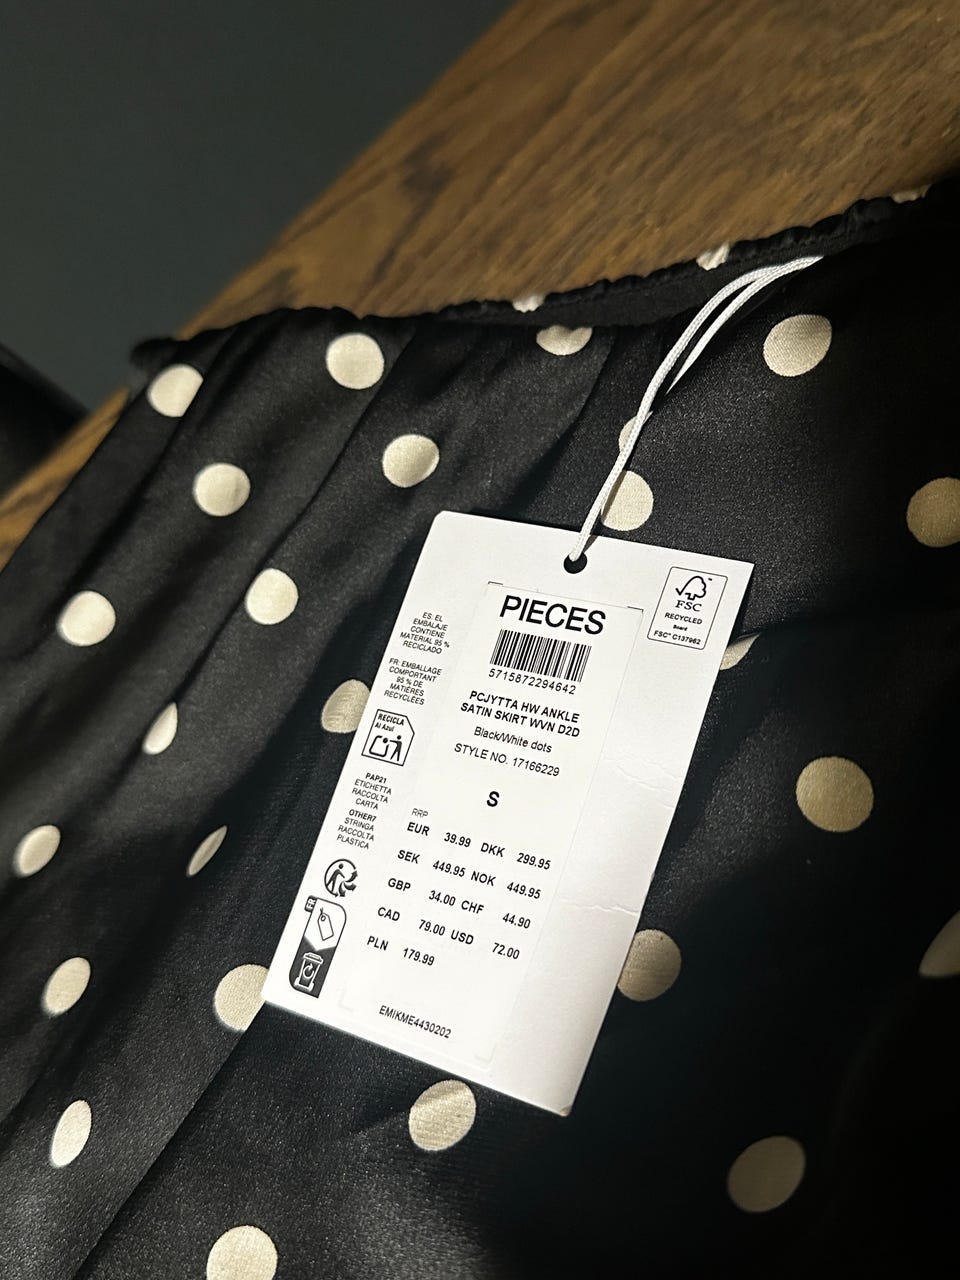 FSC
RECYCLED
Board
FSC® C137962
PIECES
5715872294642
PCJYTTA HW ANKLE
SATIN SKIRT WVN D2D
Black/White dots
STYLE NO. 17166229
S
RRP
EUR 39.99 DKK 299.95
SEK 449.95 NOK 449.95
GBP 34.00 CHF 44.90
CAD 79.00 USD 72.00
PLN 179.99
EMIKME4430202
ES: EL
EMBALAJE
CONTIENE
MATERIAL 95 %
RECICLADO
FR: EMBALLAGE
COMPORTANT
95 % DE
MATIÈRES
RECYCLÉES
RECICLA
Al Azul
PAP21
ETICHETTA
RACCOLTA
CARTA
OTHER7
STRINGA
RACCOLTA
PLASTICA
FR